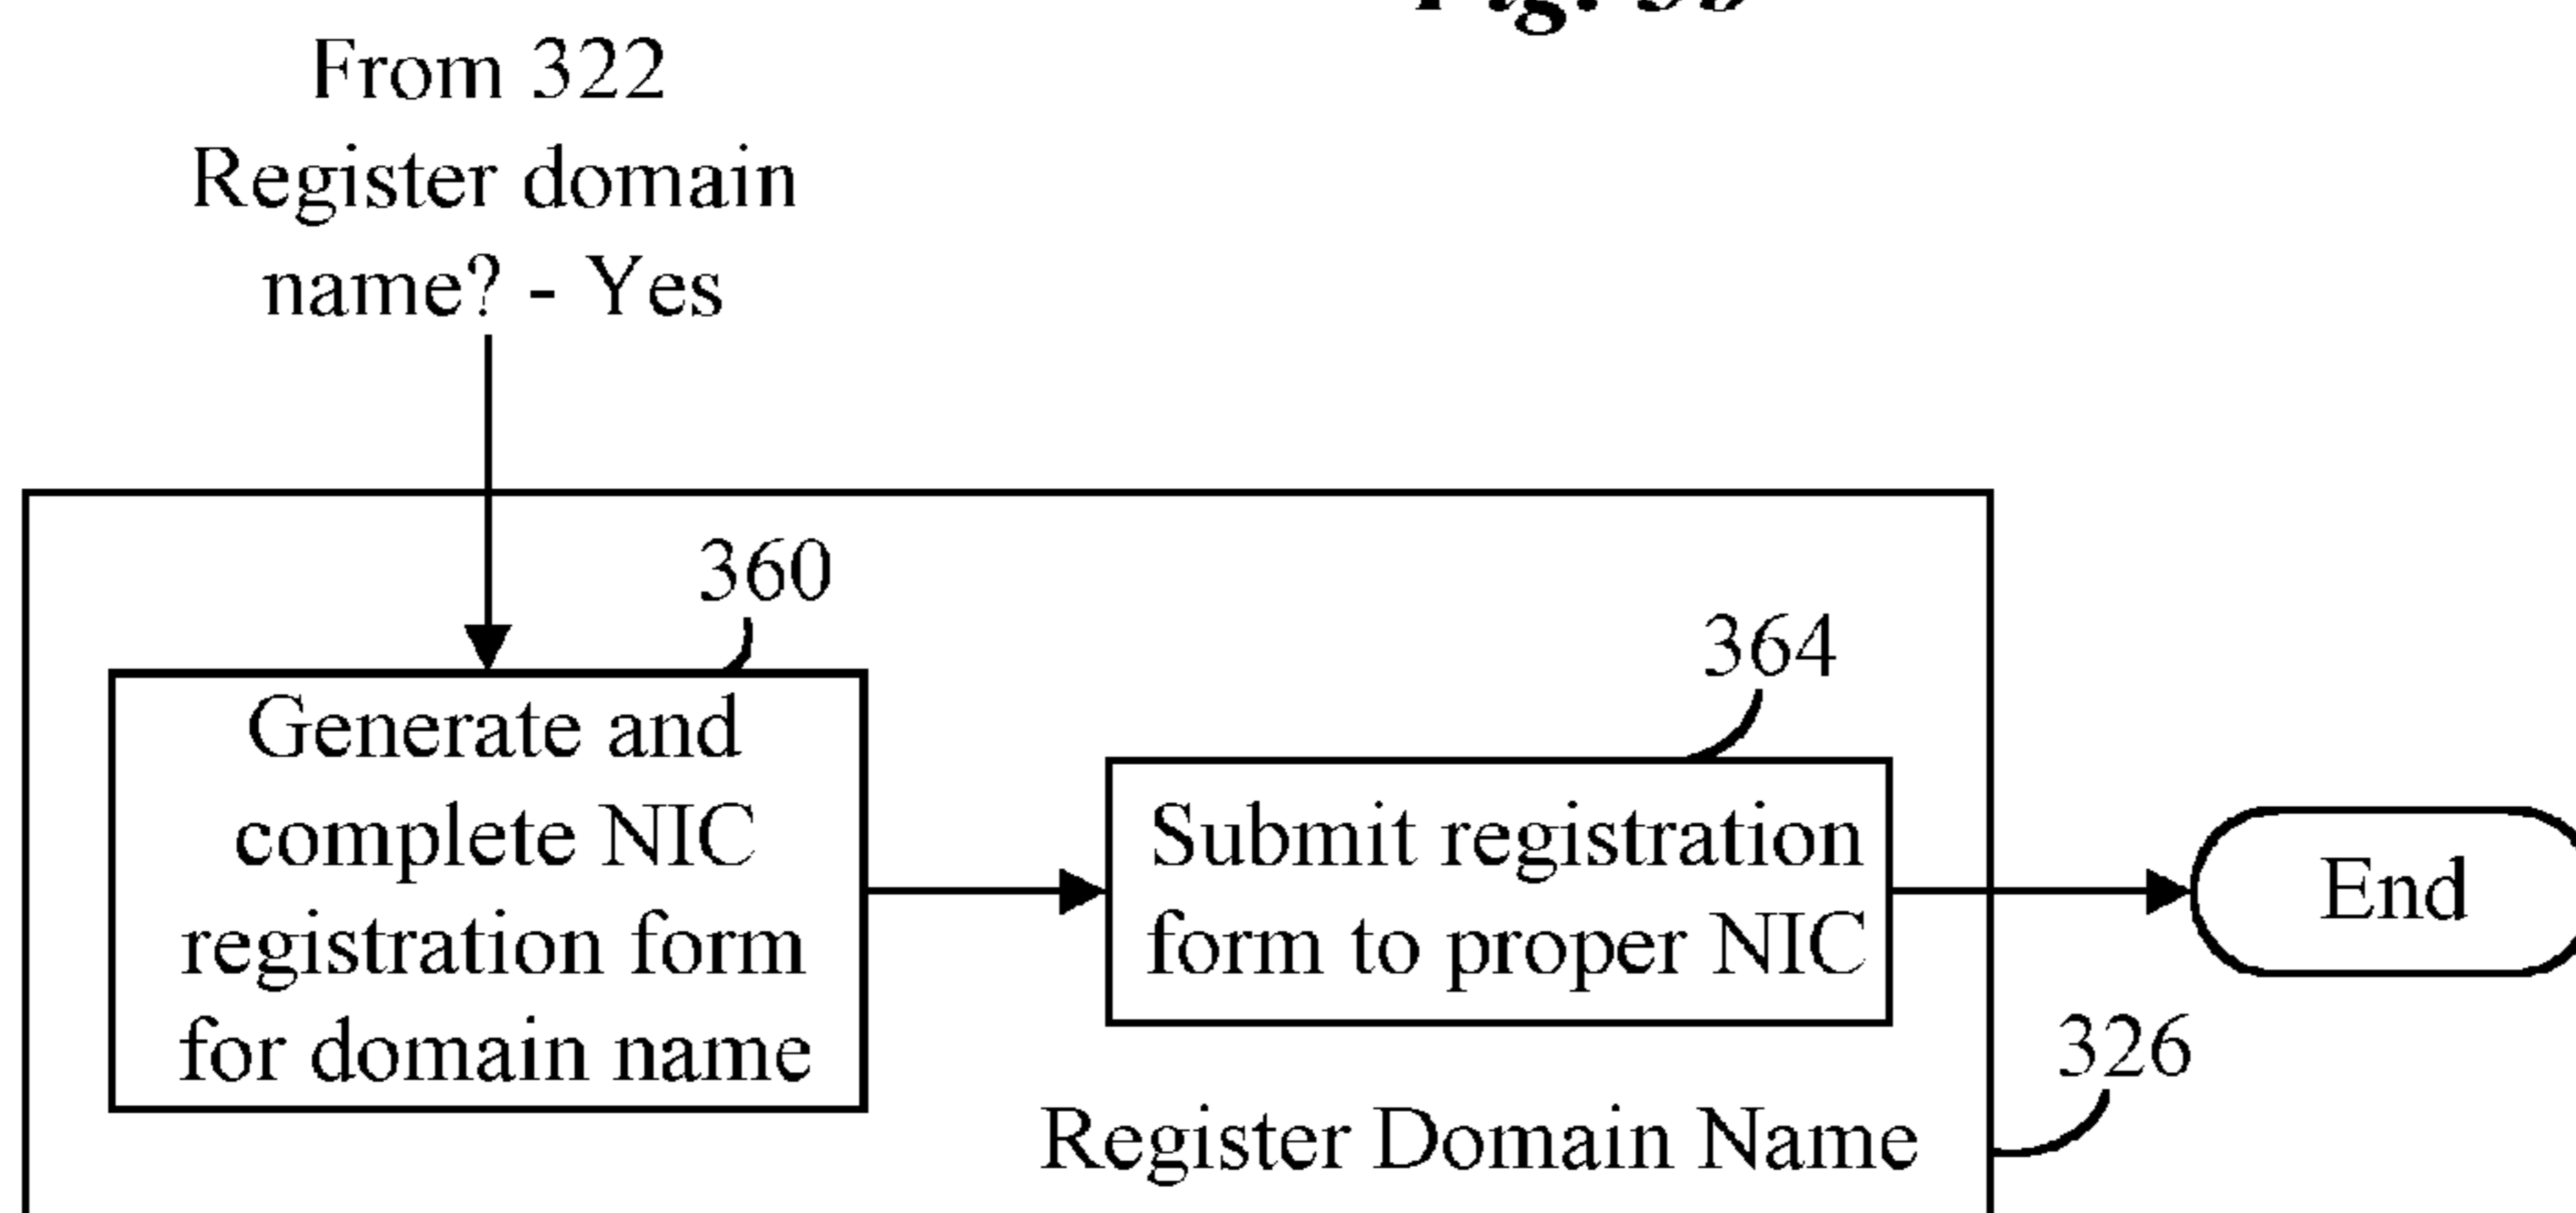 From 322
Register domain
name? - Yes
360
Generate and
complete NIC
registration form
for domain name
364
Submit registration
form to proper NIC
End
326
Register Domain Name